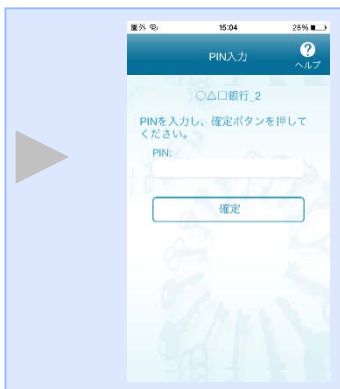 圏外
15:04
28%
PIN入力
?
ヘルプ
○△□銀行_2
PINを入力し、確定ボタンを押して
ください。
PIN:
確定